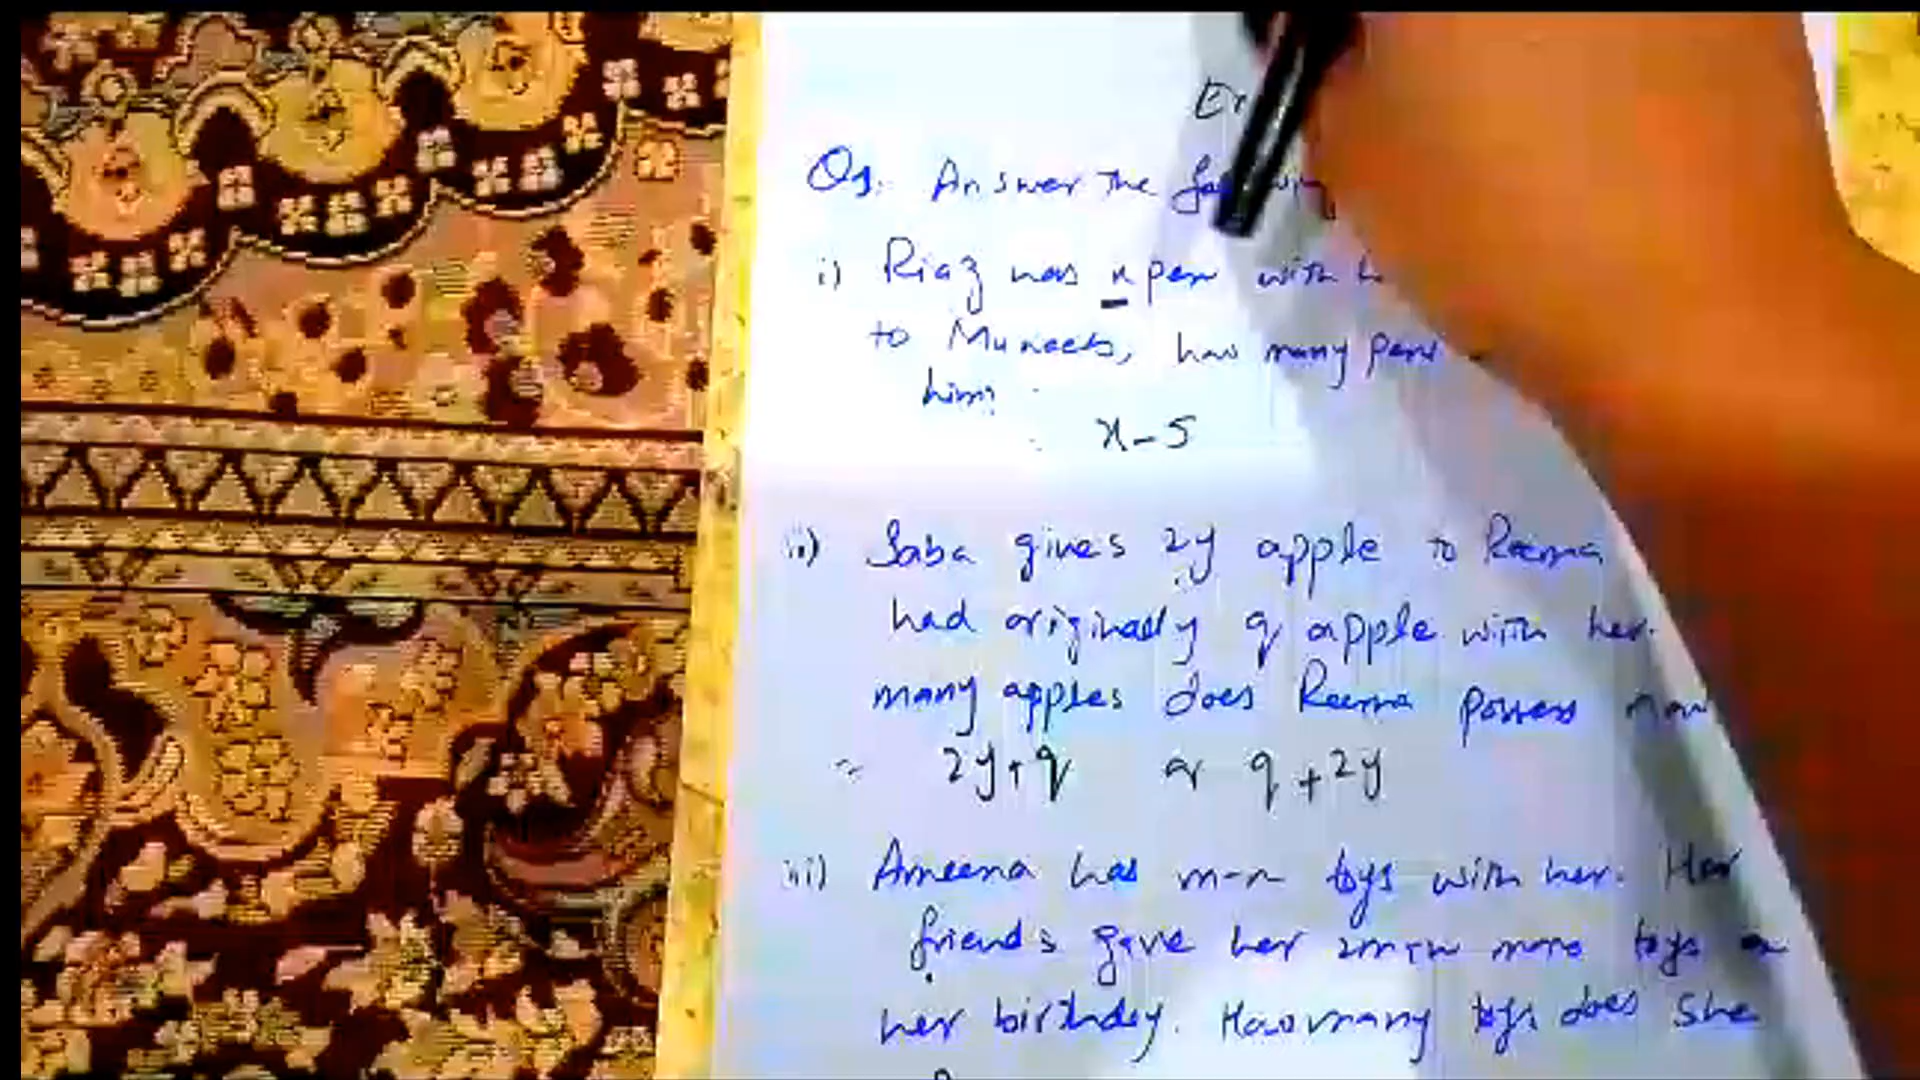 Q1. Answer the
i) Riaz has x pen with
to Muneeb, how many pens
him?
x-5
ii) Saba gives 2y apple to Reema
had originally q apple with her.
many apples does Reema possess now
= 2y+q or q+2y
iii) Ameena has m-n toys with her. Her
friends give her more toys on
her birthday. How many toys does she